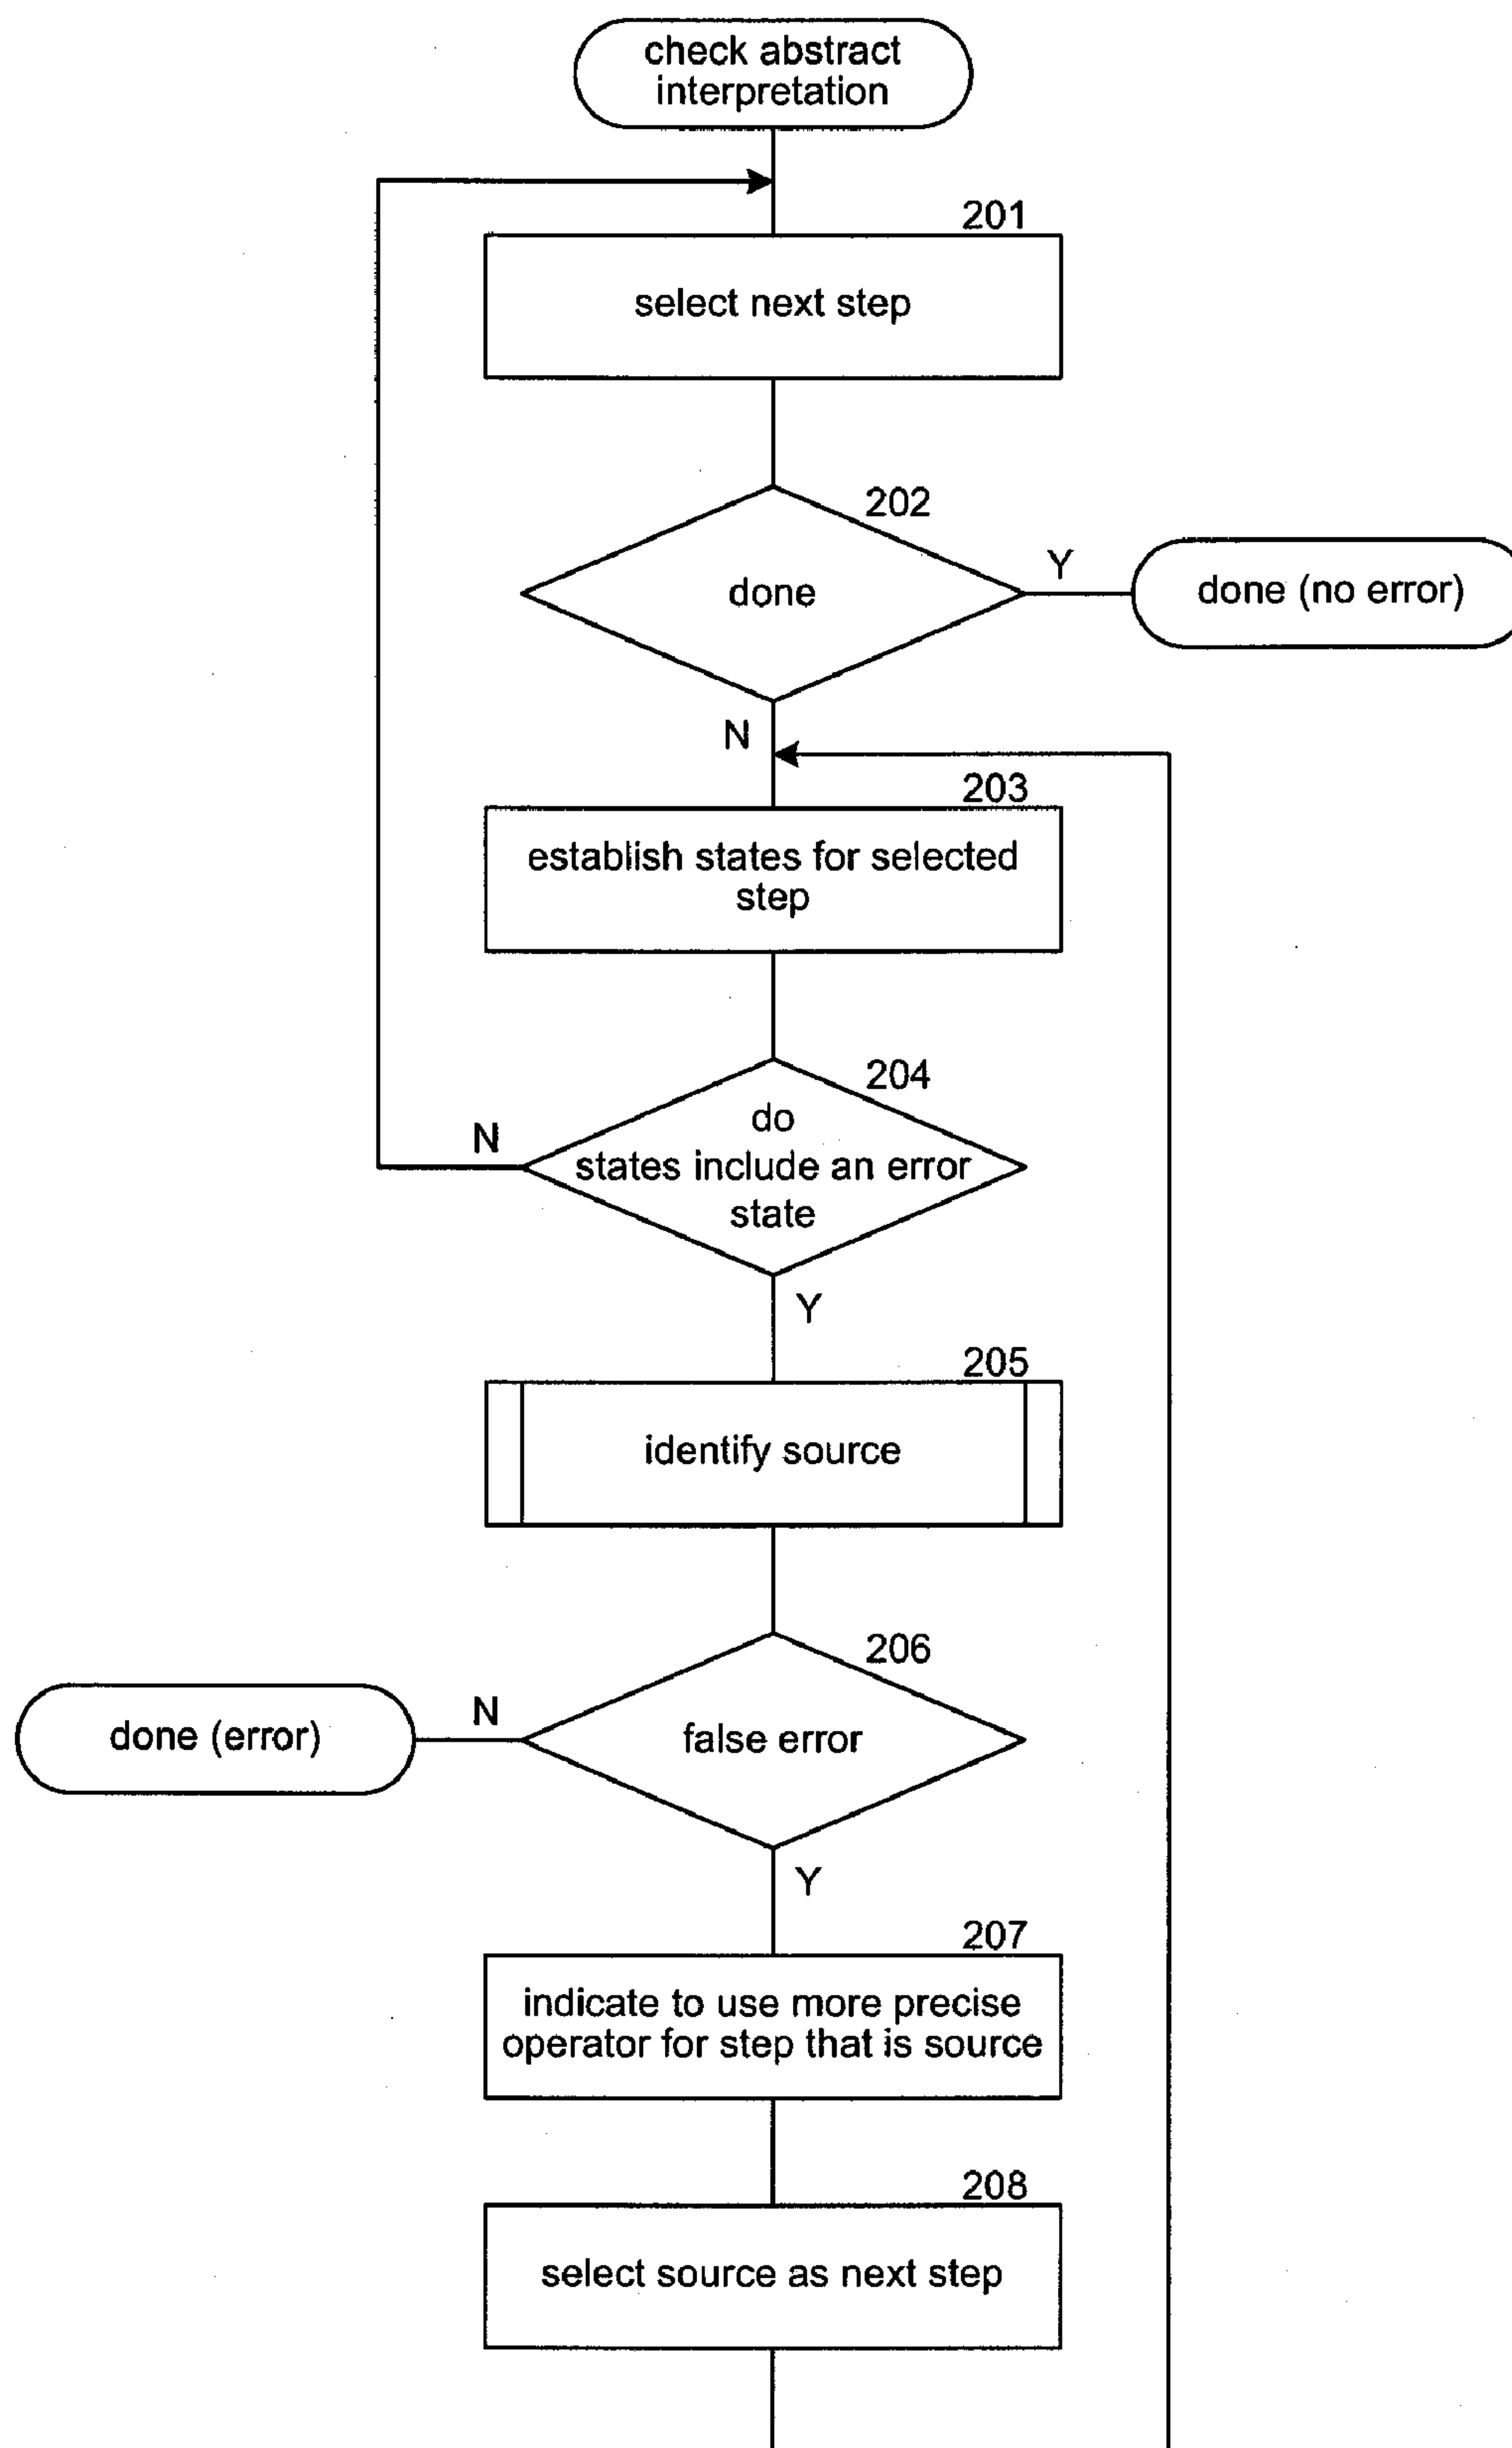 check abstract
interpretation
201
select next step
202
done
Y
done (no error)
N
203
establish states for selected
step
204
do
states include an error
state
N
Y
205
identify source
206
false error
N
done (error)
Y
207
indicate to use more precise
operator for step that is source
208
select source as next step